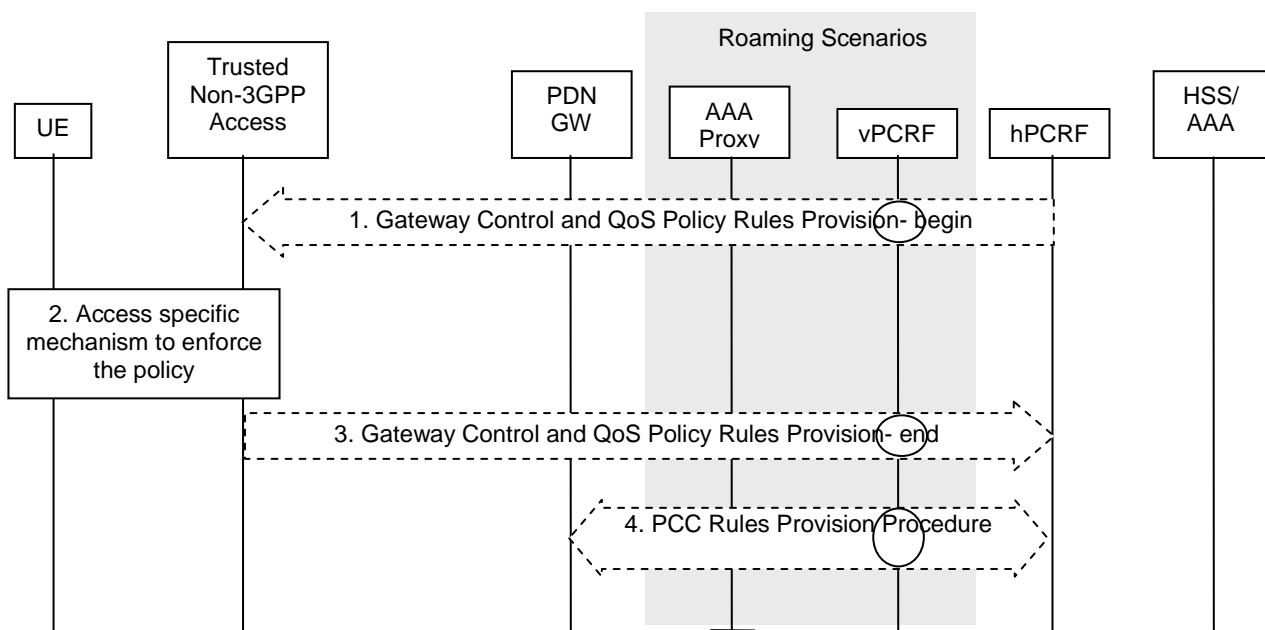 Roaming Scenarios
UE
Trusted
Non-3GPP
Access
PDN
GW
AAA
Proxv
vPCRF
hPCRF
HSS/
AAA
1. Gateway Control and QoS Policy Rules Provision- begin
2. Access specific
mechanism to enforce
the policy
3. Gateway Control and QoS Policy Rules Provision- end
4. PCC Rules Provision Procedure